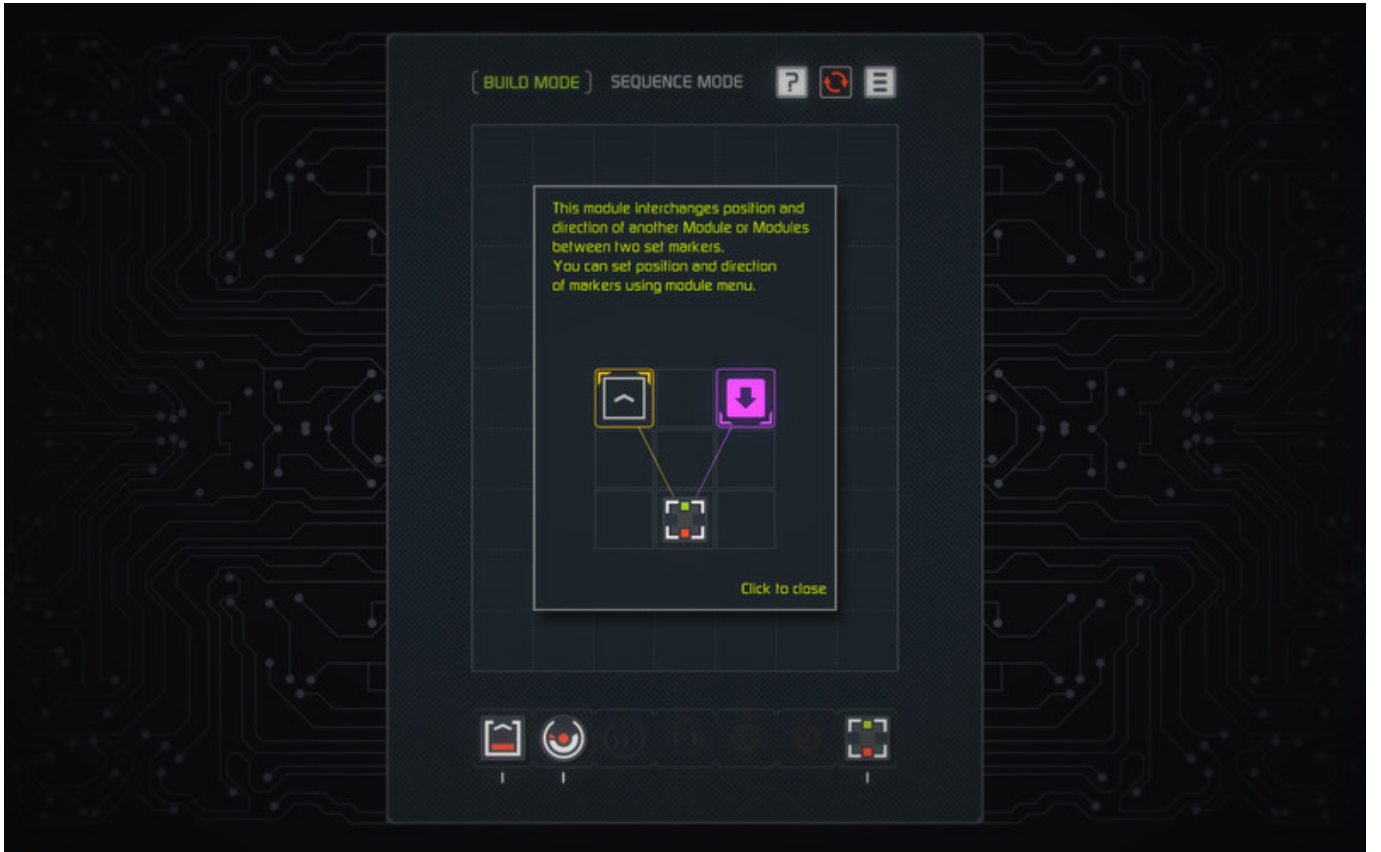 [ BUILD MODE ] SEQUENCE MODE ?
This module interchanges position and
direction of another Module or Modules
between two set markers.
You can set position and direction
of markers using module menu.
Click to close
I I I